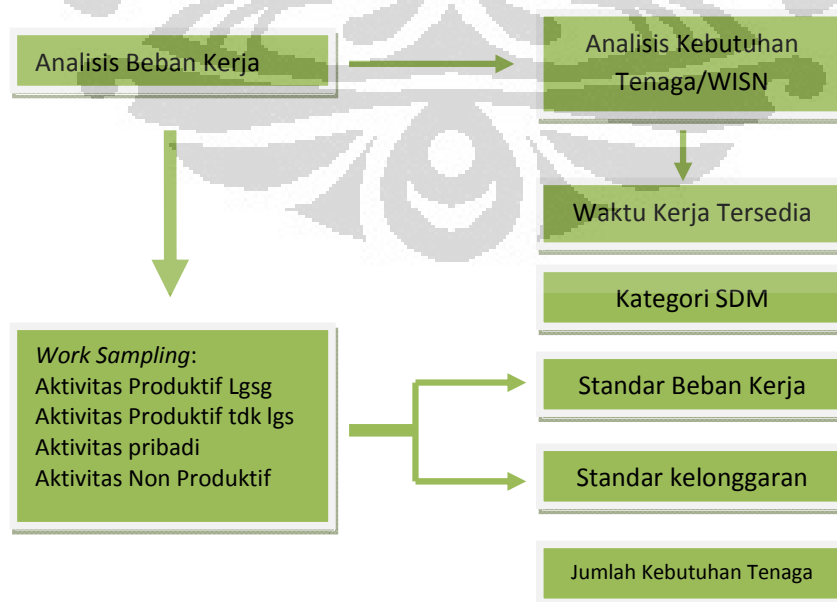 Analisis Beban Kerja
Analisis Kebutuhan
Tenaga/WISN
Waktu Kerja Tersedia
Kategori SDM
Work Sampling:
Aktivitas Produktif Lgsg
Aktivitas Produktif tdk lgs
Aktivitas pribadi
Aktivitas Non Produktif
Standar Beban Kerja
Standar kelonggaran
Jumlah Kebutuhan Tenaga